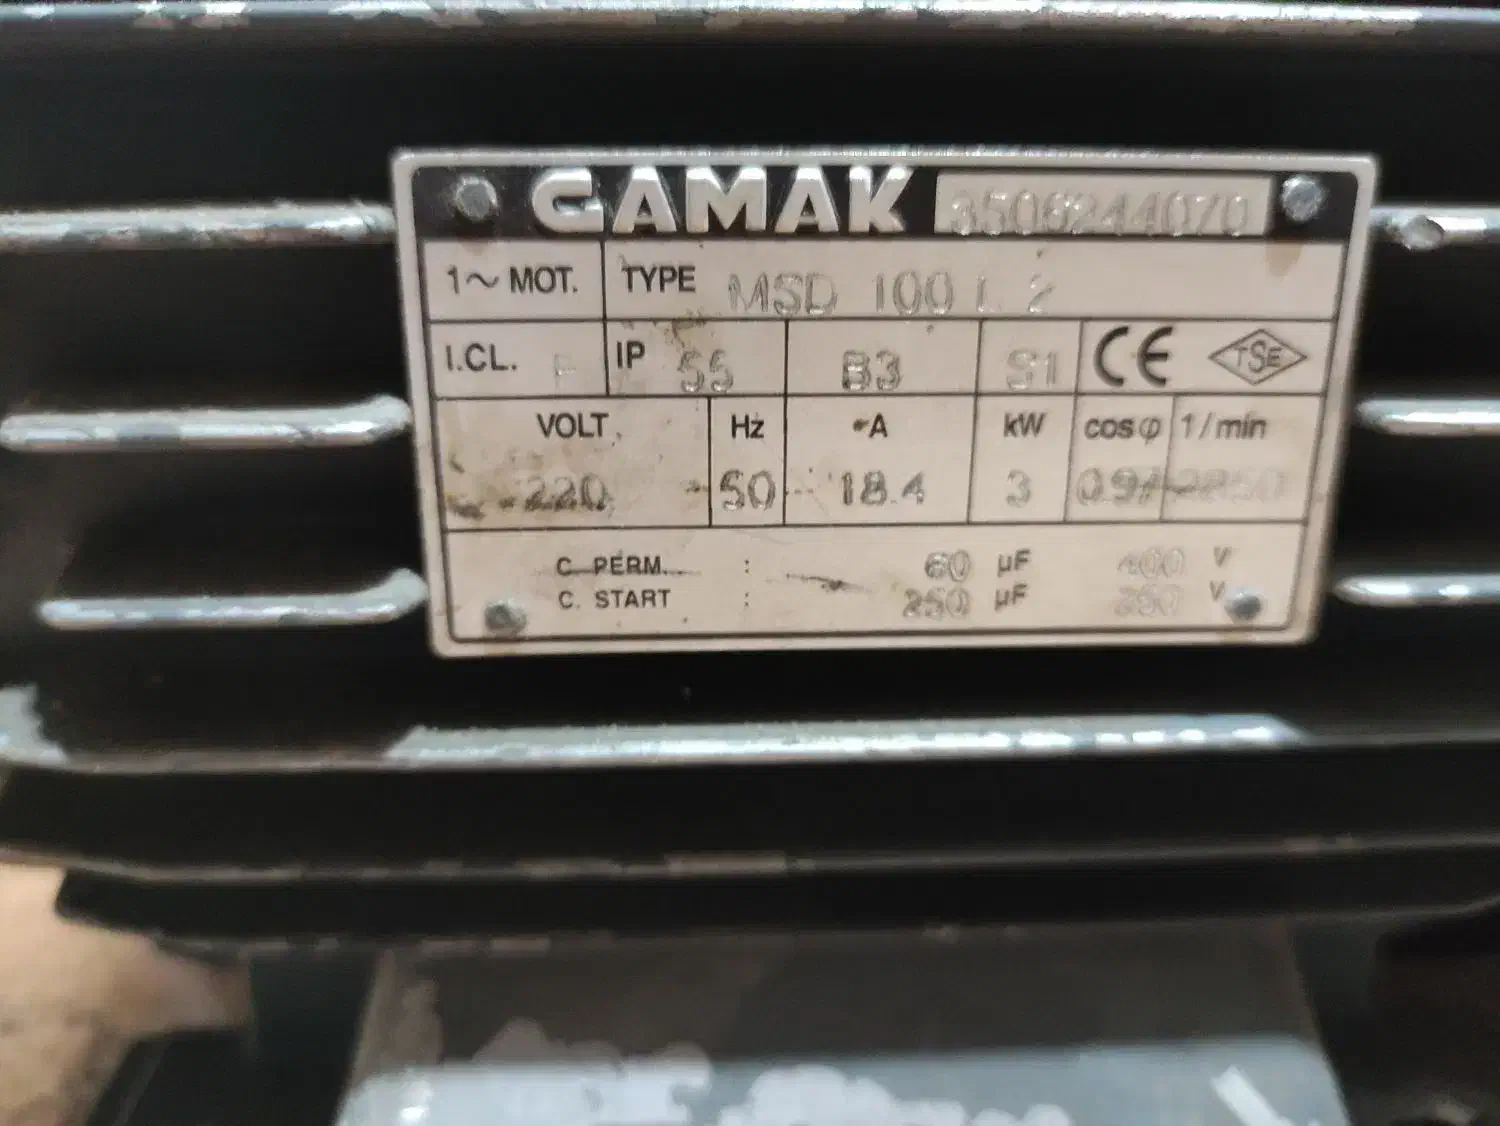 GAMAK 3506244070
1~ MOT. TYPE MSD 100 L 2
I.CL. F IP 55 B3 S1 CE TSE
VOLT Hz A kW cosφ 1/min
220 50 18.4 3 2850
C. PERM. : 60 µF 400 V
C. START : 250 µF V